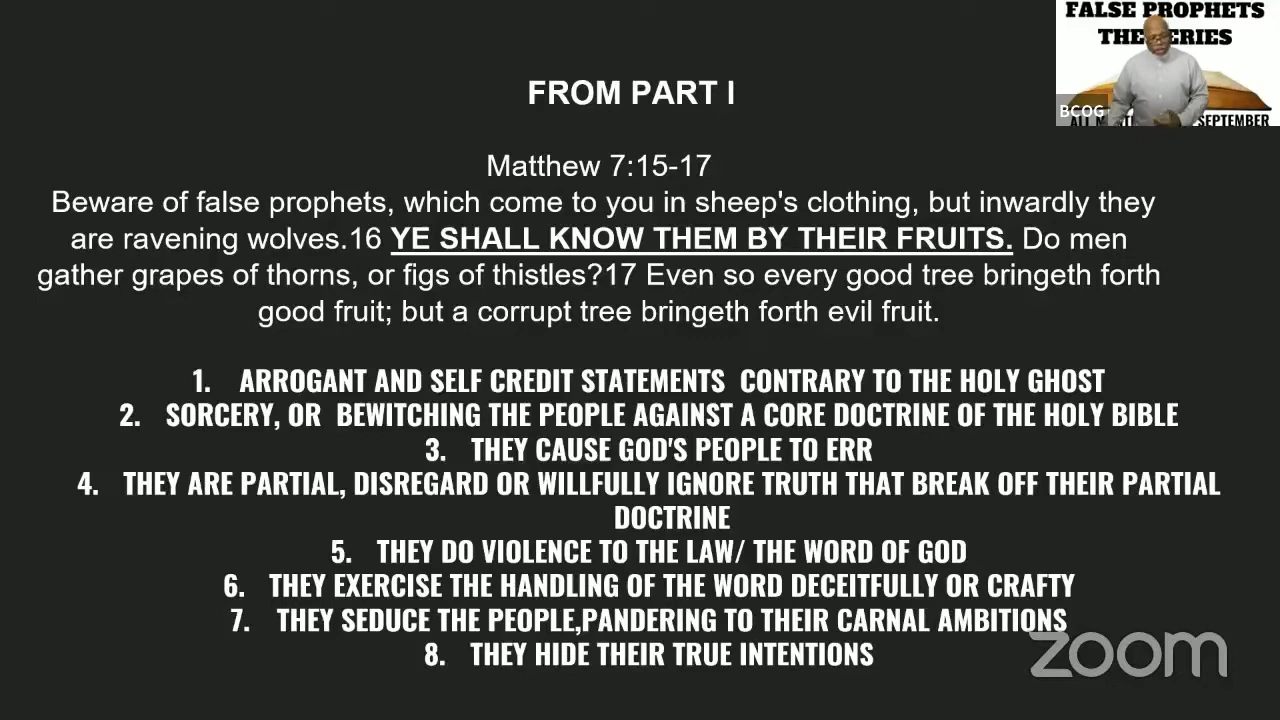 FALSE PROPHETS
THE ERIES
BCOG
SEPTEMBER
FROM PART I
Matthew 7:15-17
Beware of false prophets, which come to you in sheep's clothing, but inwardly they
are ravening wolves.16 YE SHALL KNOW THEM BY THEIR FRUITS. Do men
gather grapes of thorns, or figs of thistles?17 Even so every good tree bringeth forth
good fruit; but a corrupt tree bringeth forth evil fruit.
1. ARROGANT AND SELF CREDIT STATEMENTS CONTRARY TO THE HOLY GHOST
2. SORCERY, OR BEWITCHING THE PEOPLE AGAINST A CORE DOCTRINE OF THE HOLY BIBLE
3. THEY CAUSE GOD'S PEOPLE TO ERR
4. THEY ARE PARTIAL, DISREGARD OR WILLFULLY IGNORE TRUTH THAT BREAK OFF THEIR PARTIAL
DOCTRINE
5. THEY DO VIOLENCE TO THE LAW/ THE WORD OF GOD
6. THEY EXERCISE THE HANDLING OF THE WORD DECEITFULLY OR CRAFTY
7. THEY SEDUCE THE PEOPLE,PANDERING TO THEIR CARNAL AMBITIONS
8. THEY HIDE THEIR TRUE INTENTIONS
zoom